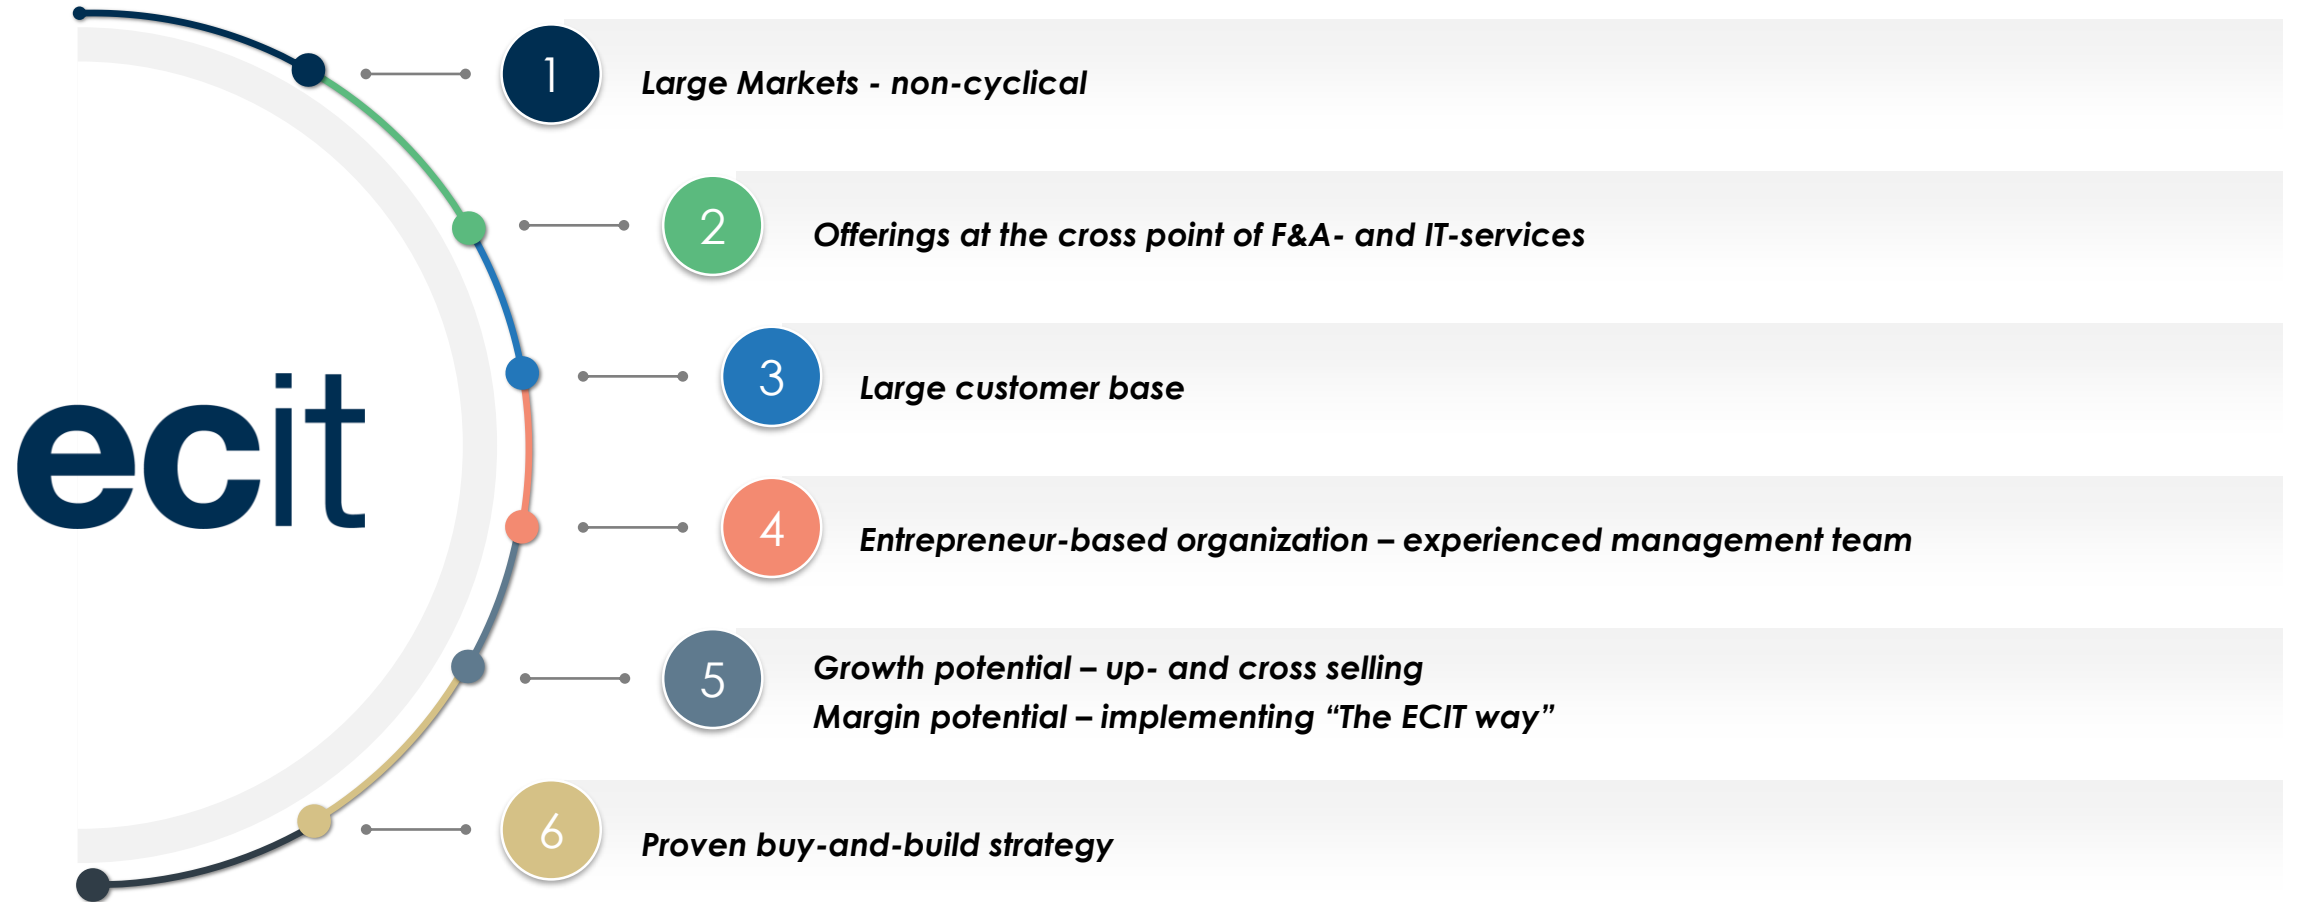 ecit
1
Large Markets - non-cyclical
2
Offerings at the cross point of F&A- and IT-services
3
Large customer base
4
Entrepreneur-based organization – experienced management team
5
Growth potential – up- and cross selling
Margin potential – implementing “The ECIT way”
6
Proven buy-and-build strategy